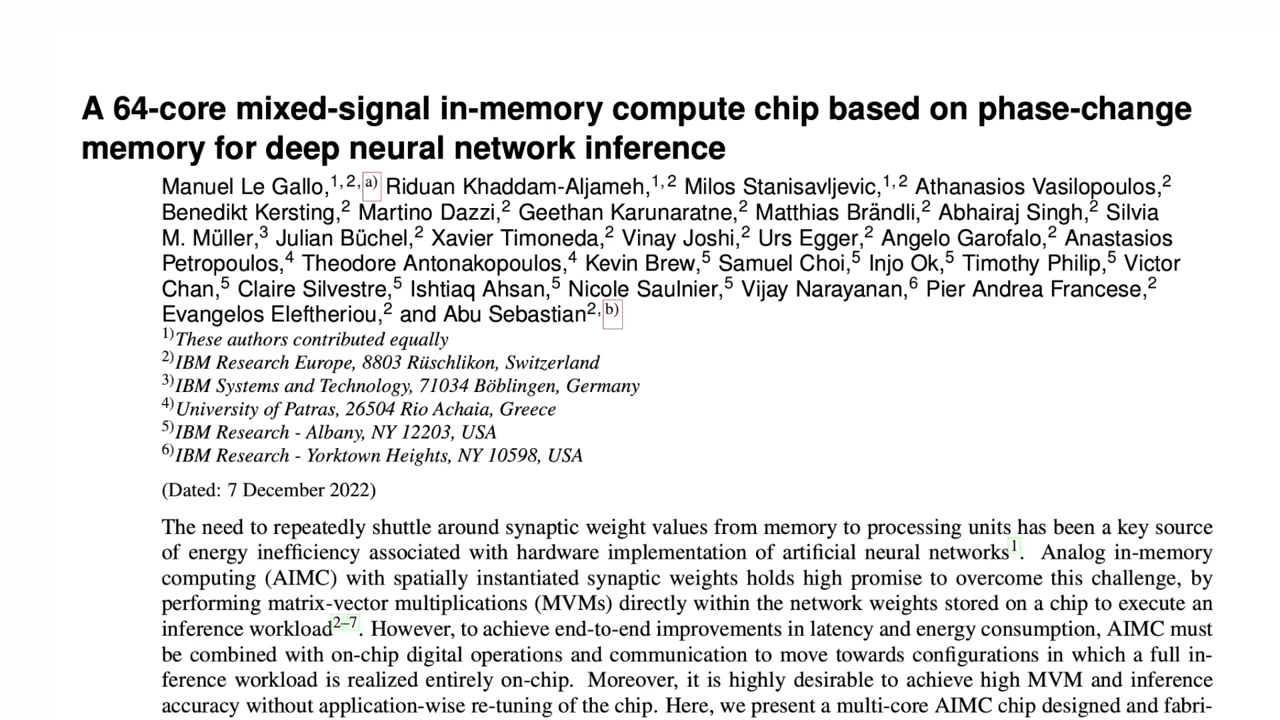 A 64-core mixed-signal in-memory compute chip based on phase-change
memory for deep neural network inference
Manuel Le Gallo,1,2,a) Riduan Khaddam-Aljameh,1,2 Milos Stanisavljevic,1,2 Athanasios Vasilopoulos,2
Benedikt Kersting,2 Martino Dazzi,2 Geethan Karunaratne,2 Matthias Brändli,2 Abhairaj Singh,2 Silvia
M. Müller,3 Julian Büchel,2 Xavier Timoneda,2 Vinay Joshi,2 Urs Egger,2 Angelo Garofalo,2 Anastasios
Petropoulos,4 Theodore Antonakopoulos,4 Kevin Brew,5 Samuel Choi,5 Injo Ok,5 Timothy Philip,5 Victor
Chan,5 Claire Silvestre,5 Ishtiaq Ahsan,5 Nicole Saulnier,5 Vijay Narayanan,6 Pier Andrea Francese,2
Evangelos Eleftheriou,2 and Abu Sebastian2,b)
1)These authors contributed equally
2)IBM Research Europe, 8803 Rüschlikon, Switzerland
3)IBM Systems and Technology, 71034 Böblingen, Germany
4)University of Patras, 26504 Rio Achaia, Greece
5)IBM Research - Albany, NY 12203, USA
6)IBM Research - Yorktown Heights, NY 10598, USA
(Dated: 7 December 2022)
The need to repeatedly shuttle around synaptic weight values from memory to processing units has been a key source
of energy inefficiency associated with hardware implementation of artificial neural networks1. Analog in-memory
computing (AIMC) with spatially instantiated synaptic weights holds high promise to overcome this challenge, by
performing matrix-vector multiplications (MVMs) directly within the network weights stored on a chip to execute an
inference workload2–7. However, to achieve end-to-end improvements in latency and energy consumption, AIMC must
be combined with on-chip digital operations and communication to move towards configurations in which a full in-
ference workload is realized entirely on-chip. Moreover, it is highly desirable to achieve high MVM and inference
accuracy without application-wise re-tuning of the chip. Here, we present a multi-core AIMC chip designed and fabri-